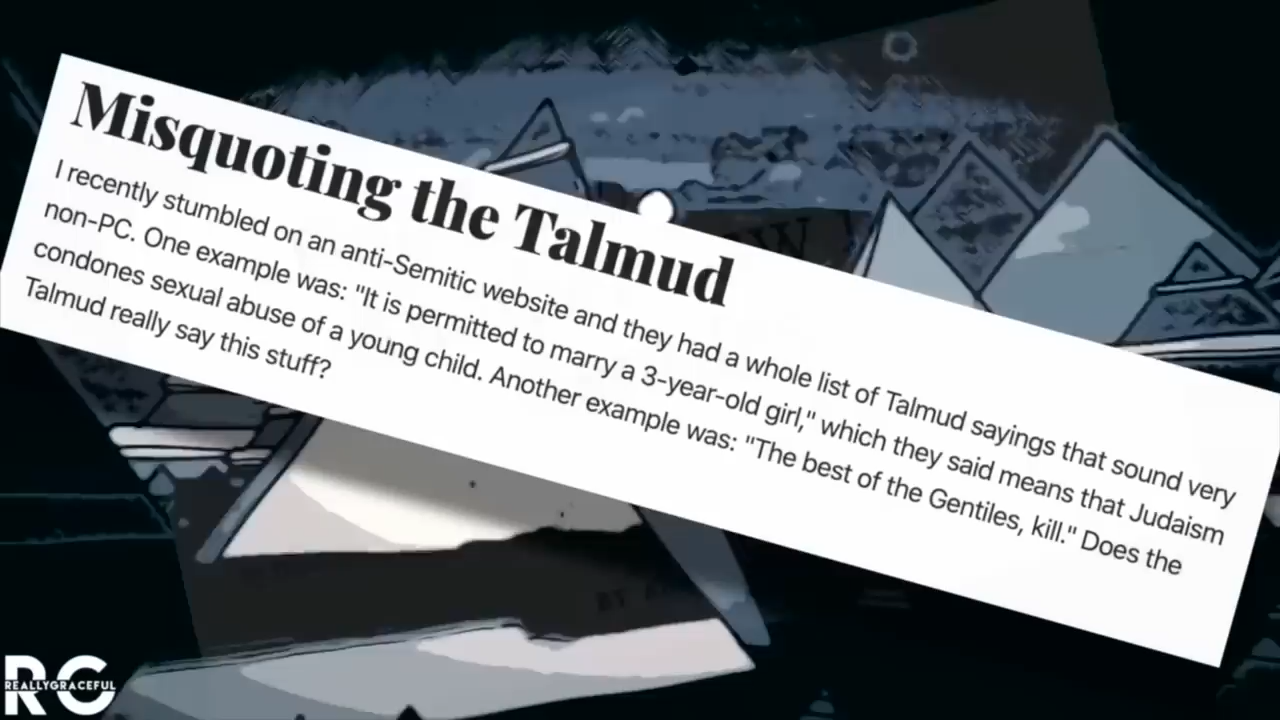 Misquoting the Talmud
I recently stumbled on an anti-Semitic website and they had a whole list of Talmud sayings that sound very
non-PC. One example was: "It is permitted to marry a 3-year-old girl," which they said means that Judaism
condones sexual abuse of a young child. Another example was: "The best of the Gentiles, kill." Does the
Talmud really say this stuff?
RG
REALLYGRACEFUL